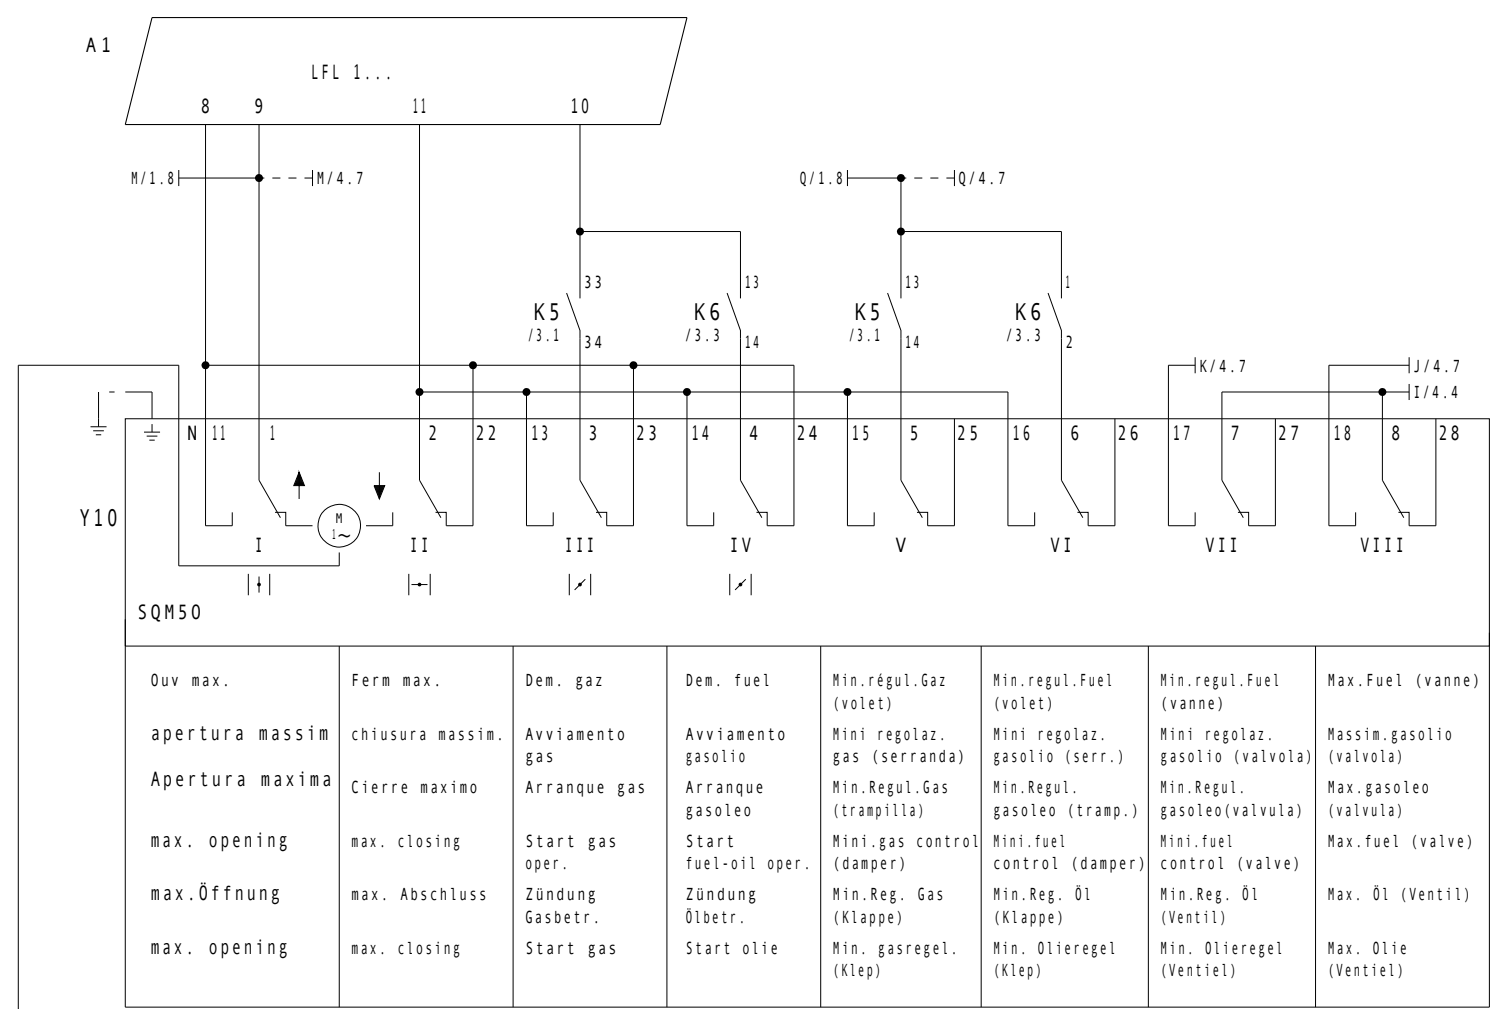 A1
LFL 1...
8 9 11 10
M/1.8 M/4.7 Q/1.8 Q/4.7
33 13 13 1
K5 K6 K5 K6
/3.1 /3.3 /3.1 /3.3
34 14 14 2
K/4.7 J/4.7
I/4.4
N 11 1 2 22 13 3 23 14 4 24 15 5 25 16 6 26 17 7 27 18 8 28
Y10
M
1~
I II III IV V VI VII VIII
SQM50
Ouv max.
Ferm max.
Dem. gaz
Dem. fuel
Min.régul.Gaz
(volet)
Min.regul.Fuel
(volet)
Min.regul.Fuel
(vanne)
Max.Fuel (vanne)
apertura massim
chiusura massim.
Avviamento
gas
Avviamento
gasolio
Mini regolaz.
gas (serranda)
Mini regolaz.
gasolio (serr.)
Mini regolaz.
gasolio (valvola)
Massim.gasolio
(valvola)
Apertura maxima
Cierre maximo
Arranque gas
Arranque
gasoleo
Min.Regul.Gas
(trampilla)
Min.Regul.
gasoleo (tramp.)
Min.Regul.
gasoleo(valvula)
Max.gasoleo
(valvula)
max. opening
max. closing
Start gas
oper.
Start
fuel-oil oper.
Mini.gas control
(damper)
Mini.fuel
control (damper)
Mini.fuel
control (valve)
Max.fuel (valve)
max.Öffnung
max. Abschluss
Zündung
Gasbetr.
Zündung
Ölbetr.
Min.Reg. Gas
(Klappe)
Min.Reg. Öl
(Klappe)
Min.Reg. Öl
(Ventil)
Max. Öl (Ventil)
max. opening
max. closing
Start gas
Start olie
Min. gasregel.
(Klep)
Min. Olieregel
(Klep)
Min. Olieregel
(Ventiel)
Max. Olie
(Ventiel)